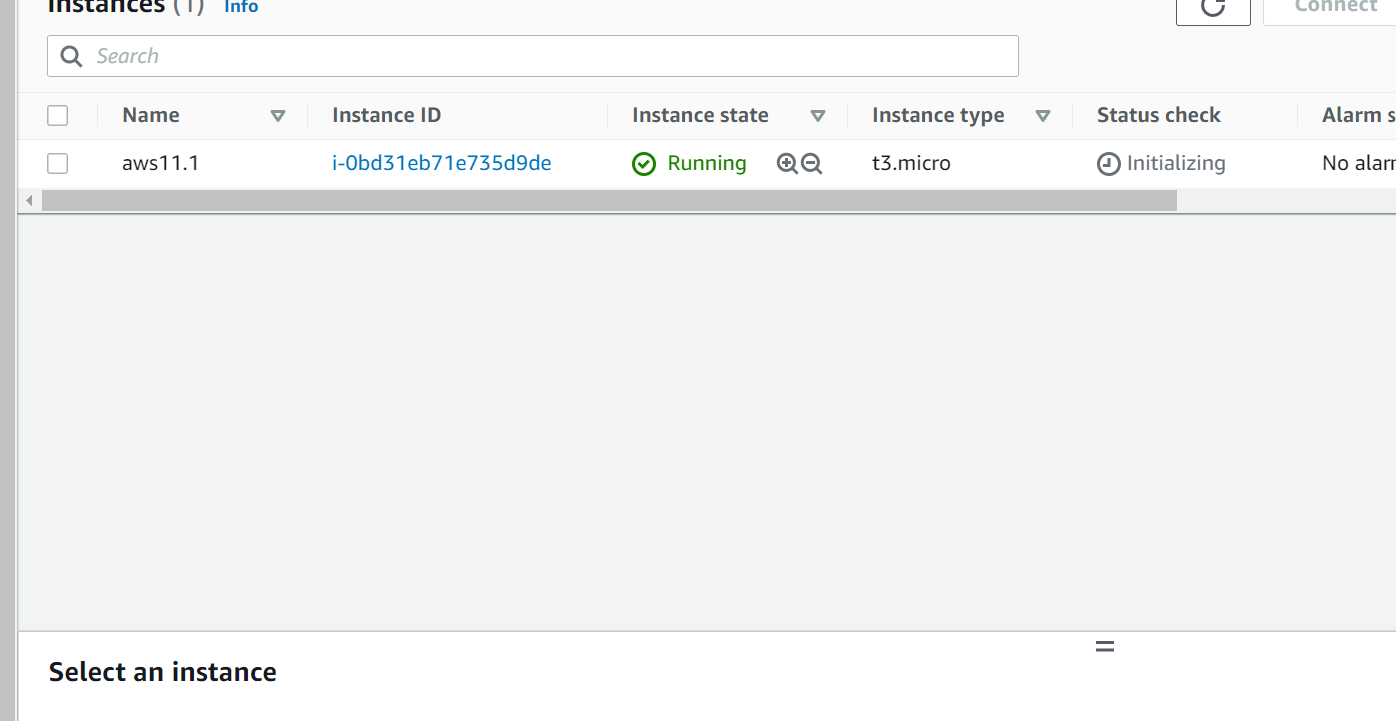 Instances (1) Info
Connect
Search
Name Instance ID Instance state Instance type Status check Alarm s
aws11.1 i-0bd31eb71e735d9de Running t3.micro Initializing No alar
Select an instance